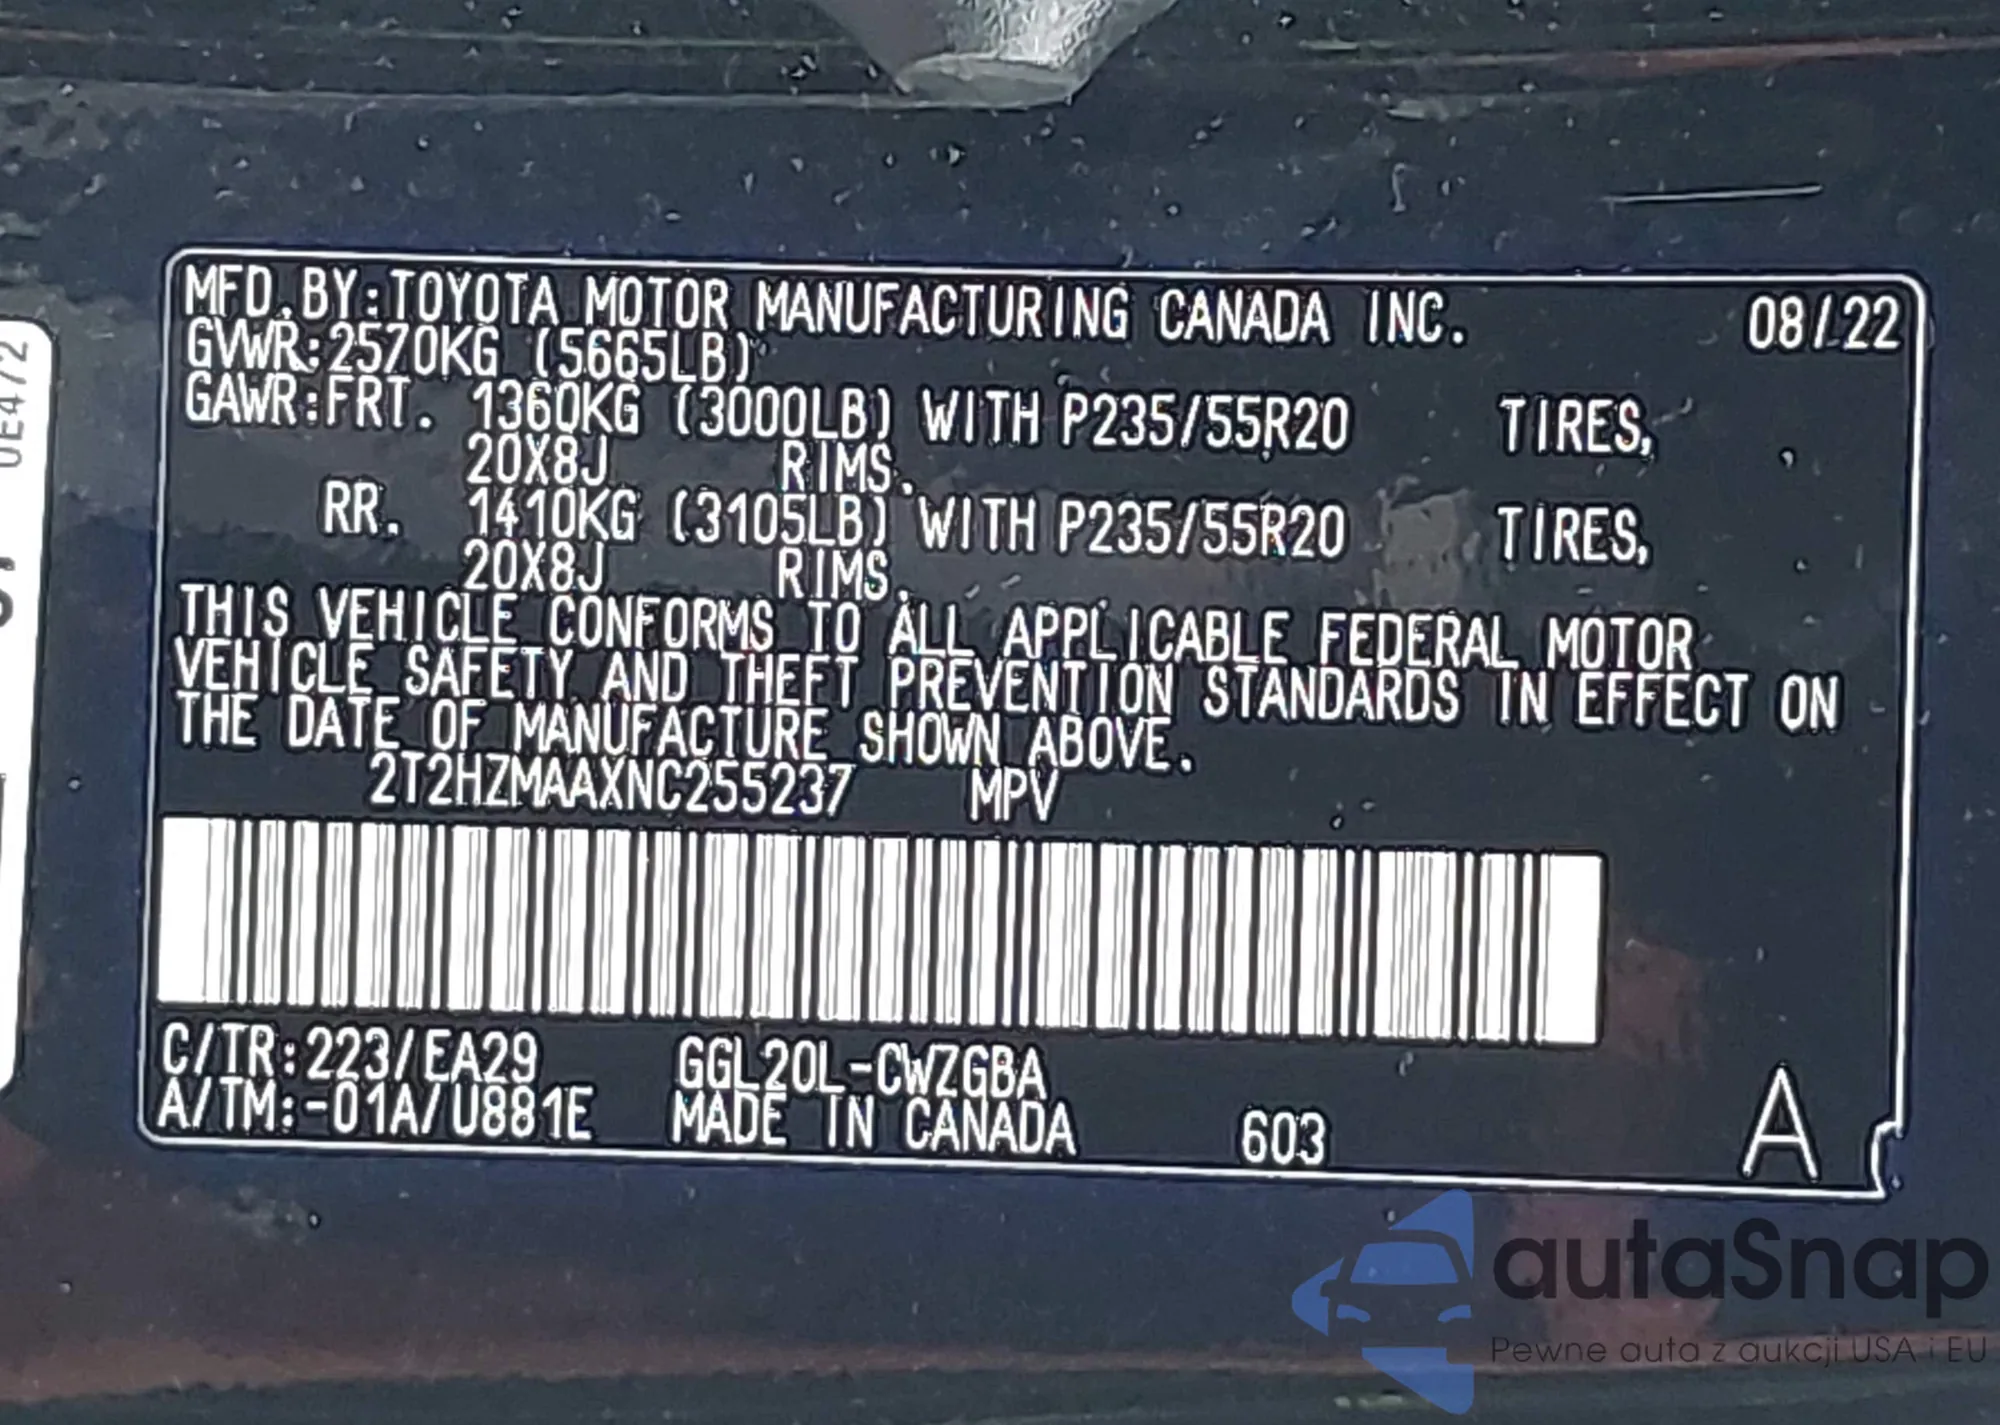 MFD.BY:TOYOTA MOTOR MANUFACTURING CANADA INC. 08/22
GVWR:2570KG (5665LB)
GAWR:FRT. 1360KG (3000LB) WITH P235/55R20 TIRES,
20X8J RIMS.
RR. 1410KG (3105LB) WITH P235/55R20 TIRES,
20X8J RIMS.
THIS VEHICLE CONFORMS TO ALL APPLICABLE FEDERAL MOTOR
VEHICLE SAFETY AND THEFT PREVENTION STANDARDS IN EFFECT ON
THE DATE OF MANUFACTURE SHOWN ABOVE.
2T2HZMAAXNC255237 MPV
C/TR:223/EA29 GGL20L-CWZGBA
A/TM:-01A/U881E MADE IN CANADA 603 A
autaSnap
Pewne auta z aukcji USA i EU